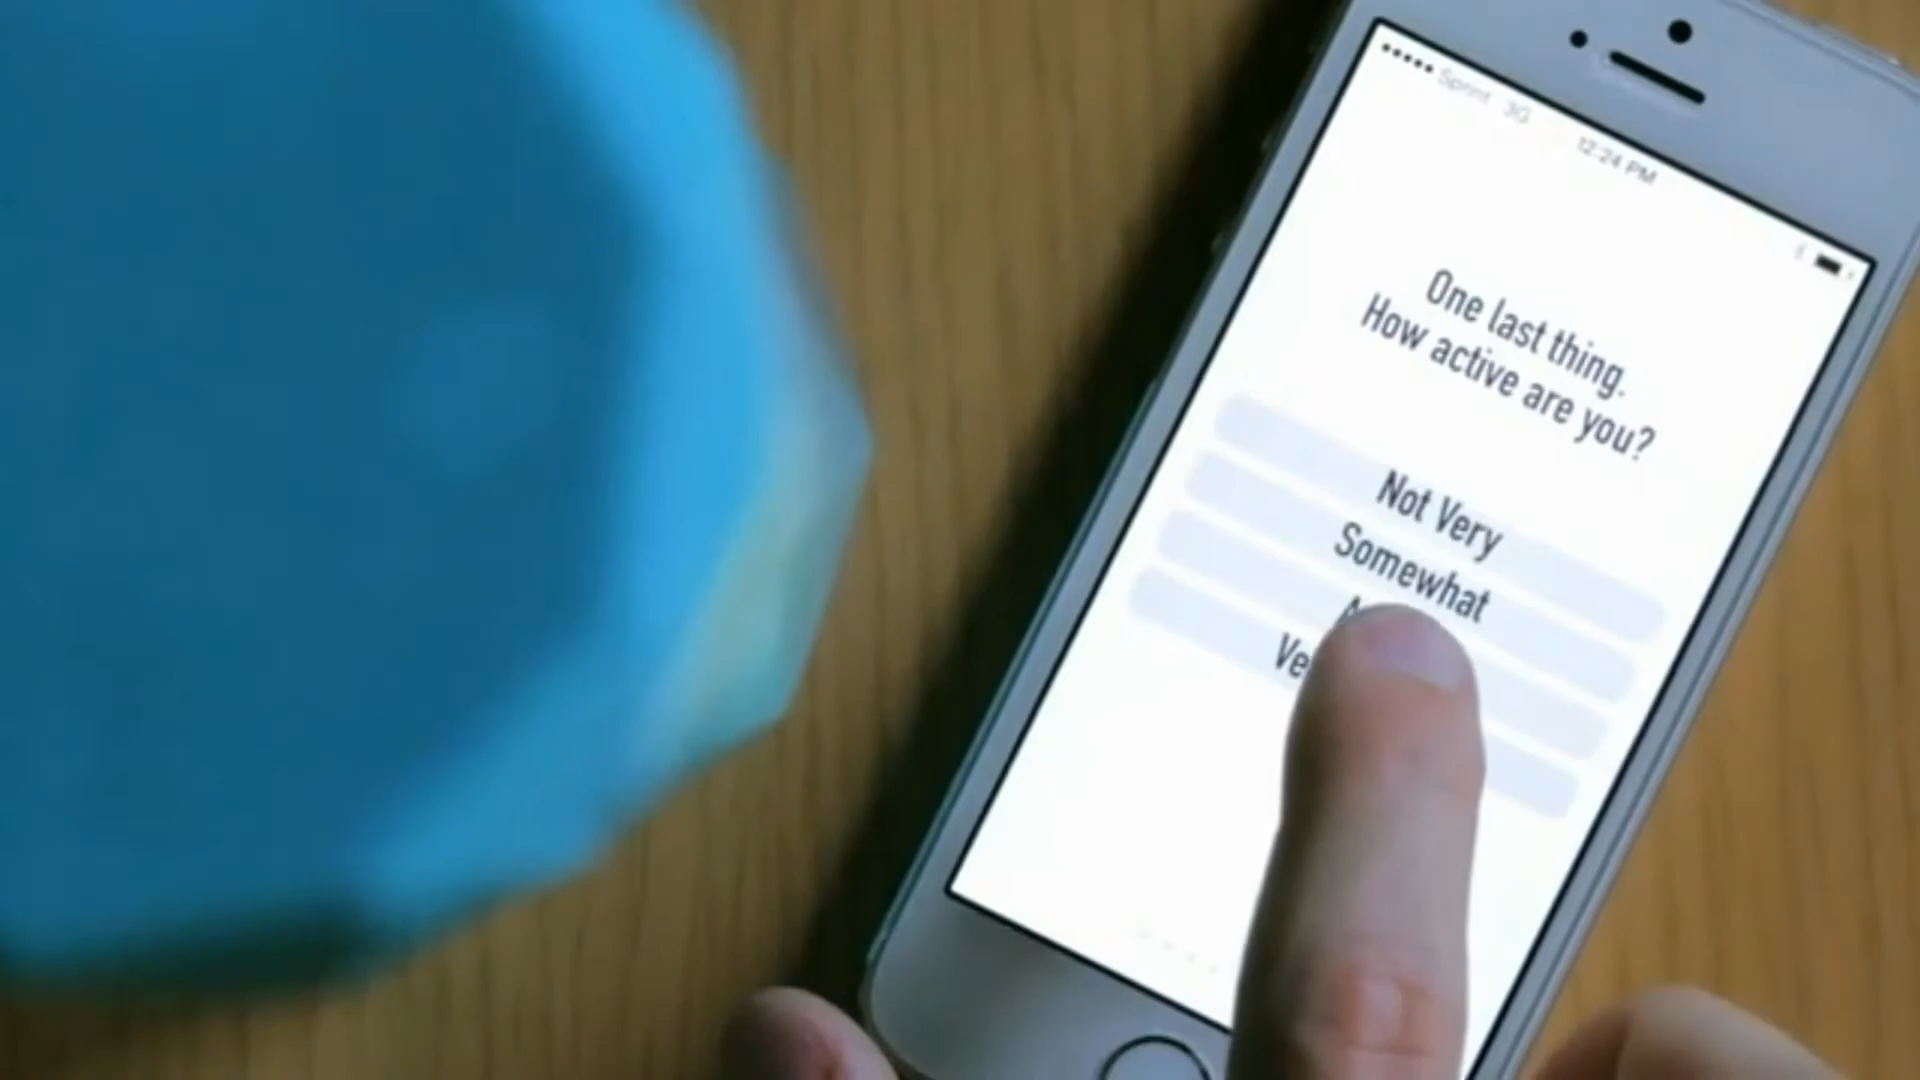 Sprint 3G 12:24 PM
One last thing.
How active are you?
Not Very
Somewhat